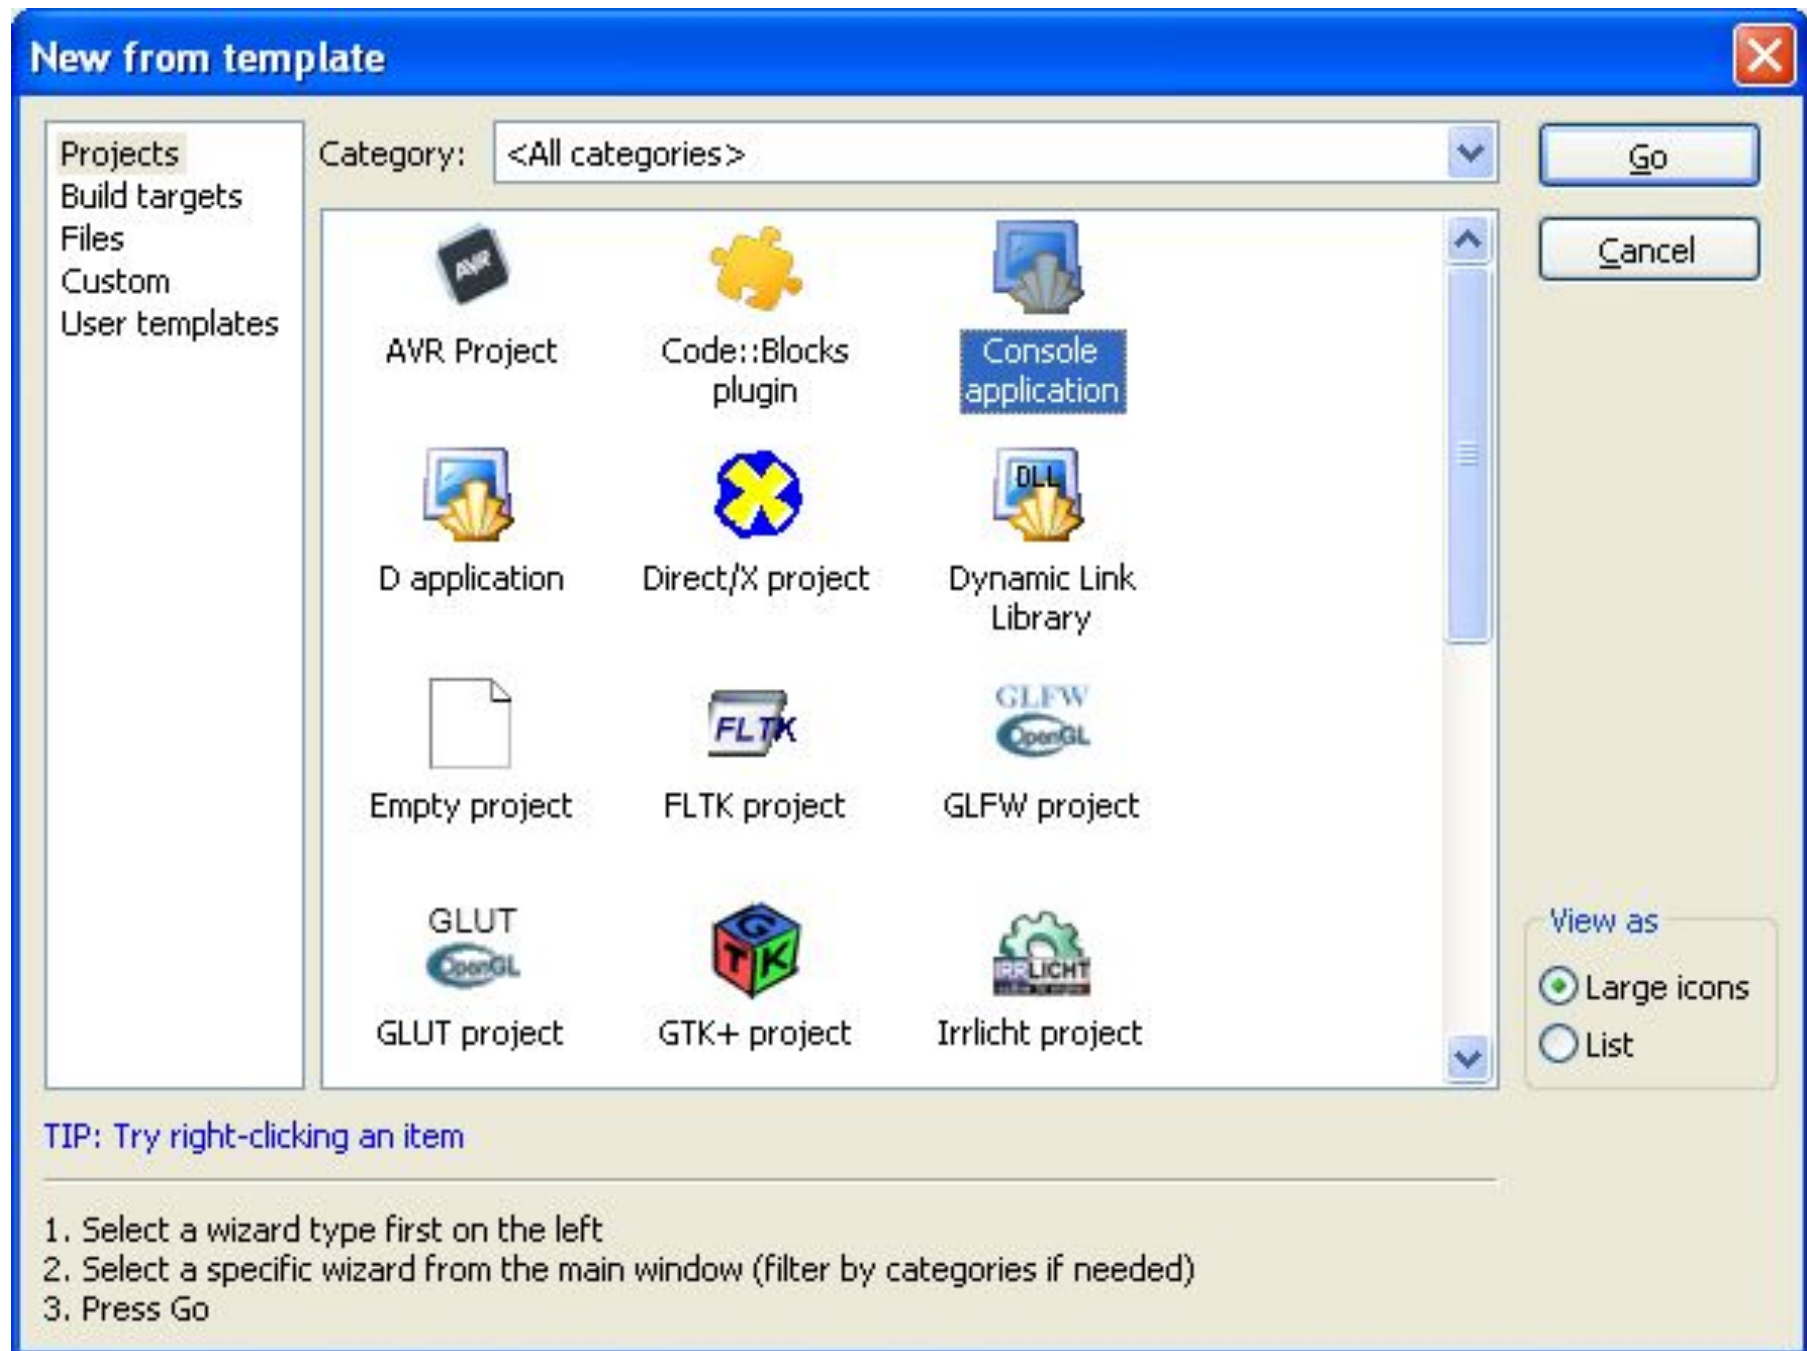 New from template
Projects
Build targets
Files
Custom
User templates
Category: <All categories>
Go
Cancel
AVR
AVR Project
Code::Blocks
plugin
Console
application
D application
Direct/X project
DLL
Dynamic Link
Library
Empty project
FLTK
FLTK project
GLFW
OpenGL
GLFW project
GLUT
OpenGL
GLUT project
G
T K
GTK+ project
IRRLICHT
Irrlicht project
View as
Large icons
List
TIP: Try right-clicking an item
1. Select a wizard type first on the left
2. Select a specific wizard from the main window (filter by categories if needed)
3. Press Go